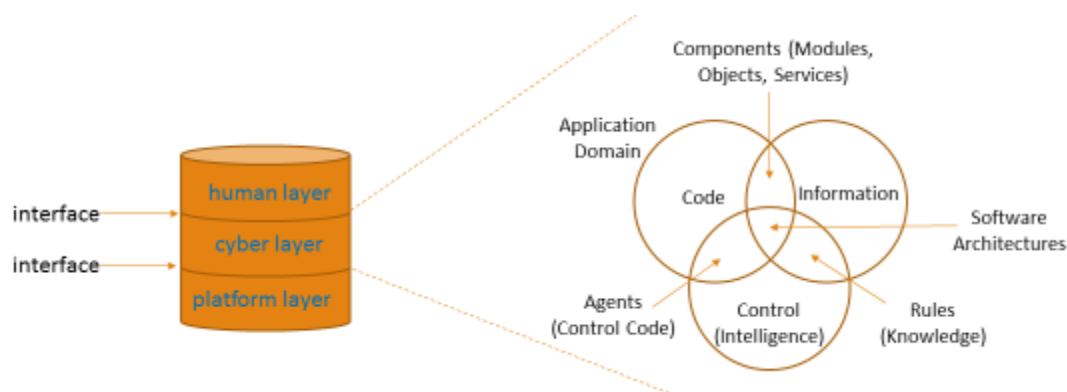 human layer
interface
cyber layer
interface
platform layer
Components (Modules,
Objects, Services)
Application
Domain
Code
Information
Software
Architectures
Agents
(Control Code)
Control
(Intelligence)
Rules
(Knowledge)